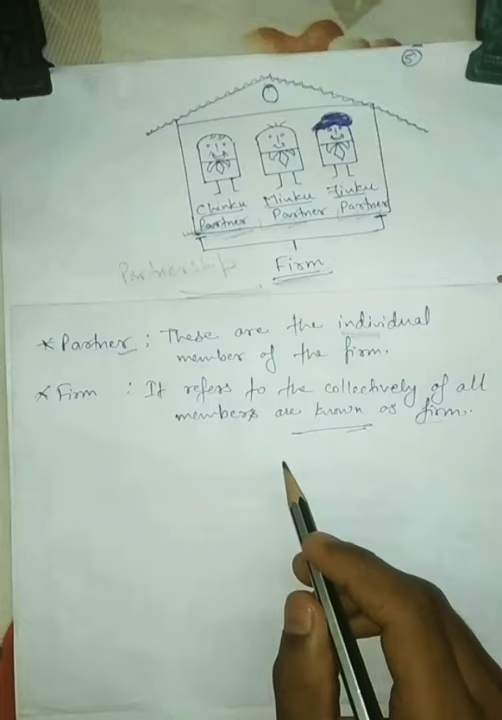 5
Chinku Minku Tinku
Partner Partner Partner
Partnership Firm
*Partner : These are the individual
member of the firm.
*Firm : It refers to the collectively of all
members are known as firm.